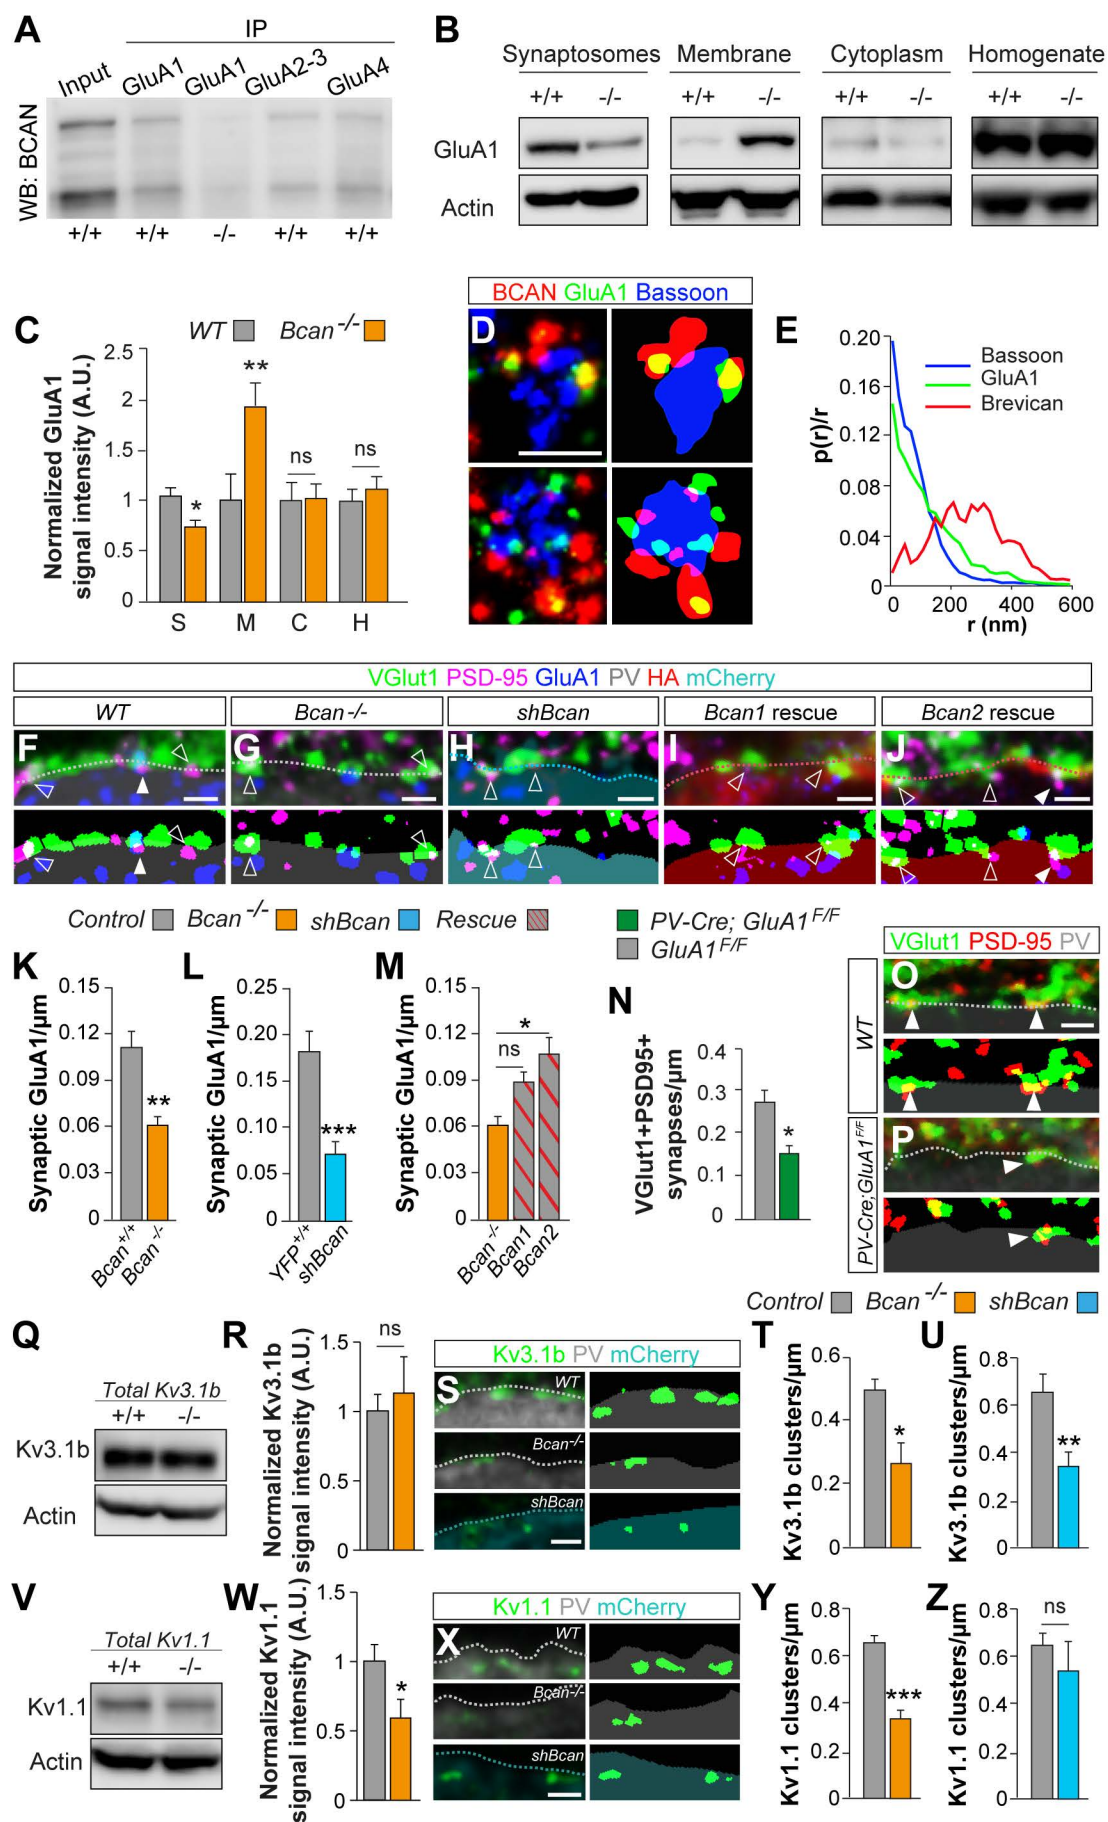 A
IP
Input GluA1 GluA1 GluA2-3 GluA4
WB: BCAN
+/+ +/+ -/- +/+ +/+
B
Synaptosomes Membrane Cytoplasm Homogenate
+/+ -/- +/+ -/- +/+ -/- +/+ -/-
GluA1
Actin
C
WT Bcan-/-
Normalized GluA1
signal intensity (A.U.)
2.5
2
1.5
1
0.5
0
* ** ns ns
S M C H
BCAN GluA1 Bassoon
D
E
p(r)/r
0.20
0.16
0.12
0.08
0.04
0
Bassoon
GluA1
Brevican
0 200 400 600
r (nm)
VGlut1 PSD-95 GluA1 PV HA mCherry
WT Bcan-/- shBcan Bcan1 rescue Bcan2 rescue
F G H I J
Control Bcan-/- shBcan Rescue
PV-Cre; GluA1F/F
GluA1F/F
K
Synaptic GluA1/µm
0.15
0.12
0.09
0.06
0.03
0
**
Bcan+/+ Bcan-/-
L
Synaptic GluA1/µm
0.25
0.20
0.15
0.10
0.05
0
***
YFP+/+ shBcan
M
Synaptic GluA1/µm
0.15
0.12
0.09
0.06
0.03
0
*
ns
Bcan-/- Bcan1 Bcan2
N
VGlut1+PSD95+
synapses/µm
0.4
0.3
0.2
0.1
0
*
VGlut1 PSD-95 PV
WT
O
PV-Cre;GluA1F/F
P
Control Bcan-/- shBcan
Q
Total Kv3.1b
+/+ -/-
Kv3.1b
Actin
R
Normalized Kv3.1b
signal intensity (A.U.)
1.5
1
0.5
0
ns
Kv3.1b PV mCherry
S
WT
Bcan-/-
shBcan
T
Kv3.1b clusters/µm
0.6
0.4
0.2
0
*
U
Kv3.1b clusters/µm
0.8
0.6
0.4
0.2
0
**
V
Total Kv1.1
+/+ -/-
Kv1.1
Actin
W
Normalized Kv1.1
signal intensity (A.U.)
1.5
1
0.5
0
*
Kv1.1 PV mCherry
X
WT
Bcan-/-
shBcan
Y
Kv1.1 clusters/µm
0.8
0.6
0.4
0.2
0
***
Z
Kv1.1 clusters/µm
0.8
0.6
0.4
0.2
0
ns